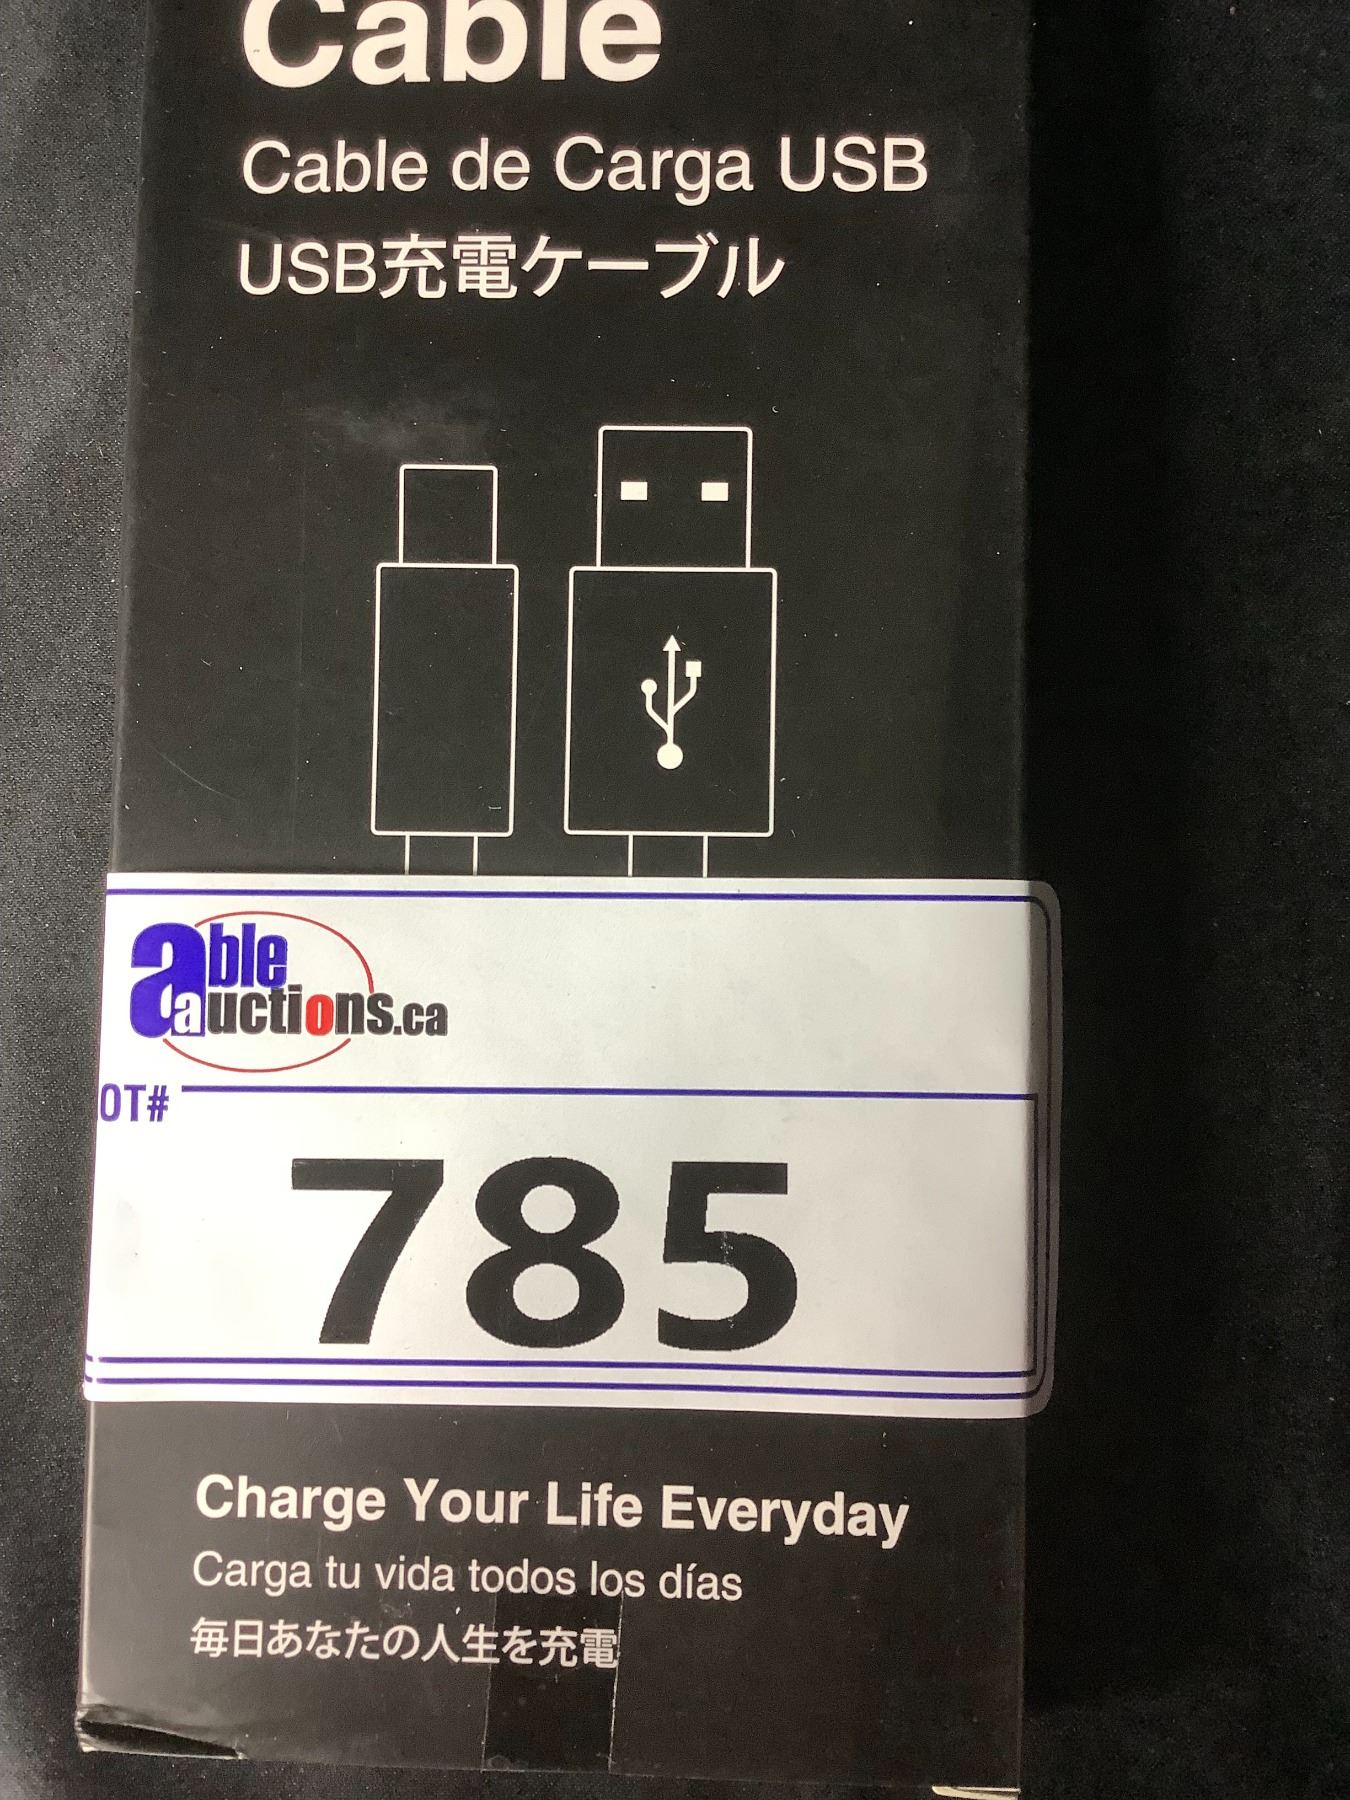 Cable
Cable de Carga USB
USB充電ケーブル
able
auctions.ca
OT#
785
Charge Your Life Everyday
Carga tu vida todos los días
毎日あなたの人生を充電